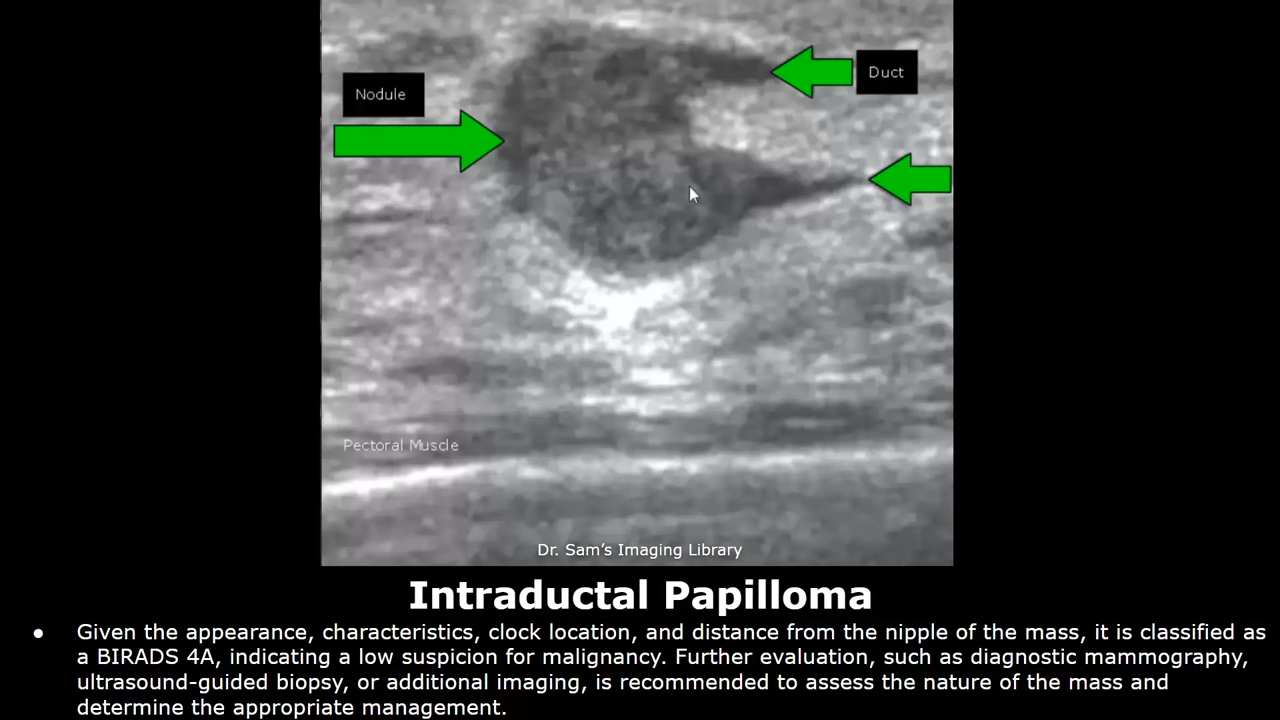 Duct
Nodule
Pectoral Muscle
Dr. Sam’s Imaging Library
Intraductal Papilloma
● Given the appearance, characteristics, clock location, and distance from the nipple of the mass, it is classified as
a BIRADS 4A, indicating a low suspicion for malignancy. Further evaluation, such as diagnostic mammography,
ultrasound-guided biopsy, or additional imaging, is recommended to assess the nature of the mass and
determine the appropriate management.